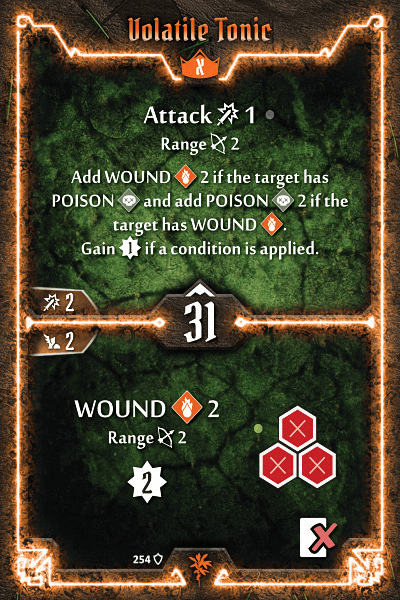 Volatile Tonic
X
Attack 1
Range 2
Add WOUND 2 if the target has
POISON and add POISON 2 if the
target has WOUND .
Gain 1 if a condition is applied.
2
31
2
WOUND 2
Range 2
2
254